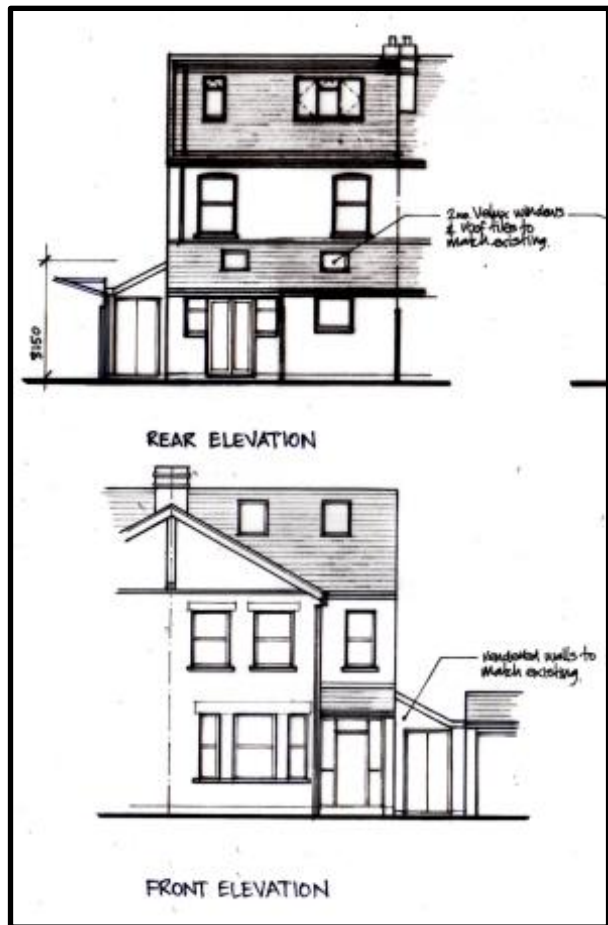 2no. Velux windows
& roof tiles to
match existing.
3150
REAR ELEVATION
rendered walls to
match existing.
FRONT ELEVATION